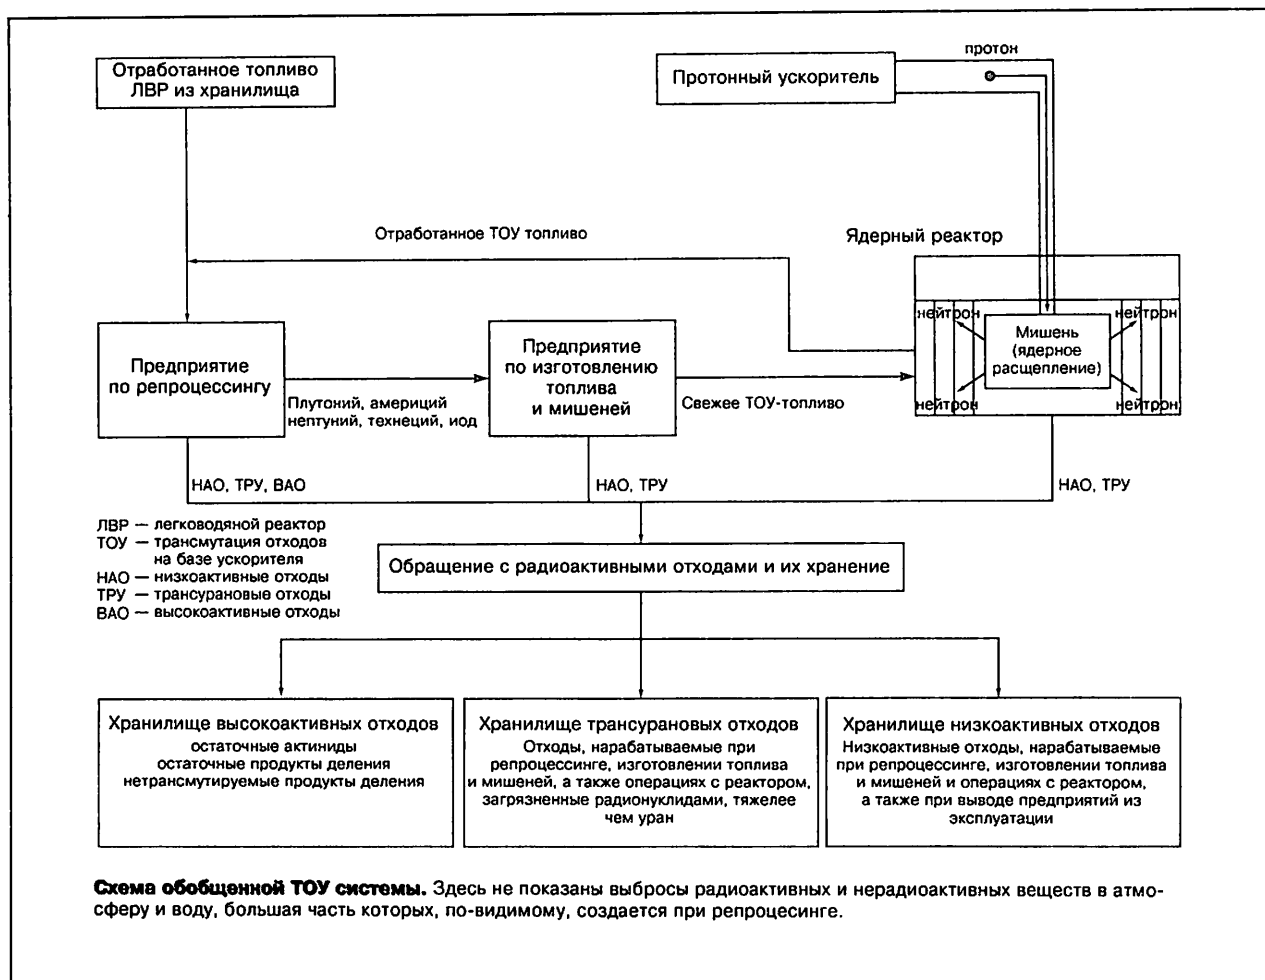 Отработанное топливо
ЛВР из хранилища
Протонный ускоритель
протон
Отработанное ТОУ топливо
Ядерный реактор
нейтрон
нейтрон
Мишень
(ядерное
расщепление)
нейтрон
нейтрон
Предприятие
по репроцессингу
Предприятие
по изготовлению
топлива
и мишеней
Плутоний, америций
нептуний, технеций, иод
Свежее ТОУ-топливо
НАО, ТРУ, ВАО
НАО, ТРУ
НАО, ТРУ
ЛВР — легководяной реактор
ТОУ — трансмутация отходов
на базе ускорителя
НАО — низкоактивные отходы
ТРУ — трансурановые отходы
ВАО — высокоактивные отходы
Обращение с радиоактивными отходами и их хранение
Хранилище высокоактивных отходов
остаточные актиниды
остаточные продукты деления
нетрансмутируемые продукты деления
Хранилище трансурановых отходов
Отходы, нарабатываемые при
репроцессинге, изготовлении топлива
и мишеней, а также операциях с реактором,
загрязненные радионуклидами, тяжелее
чем уран
Хранилище низкоактивных отходов
Низкоактивные отходы, нарабатываемые
при репроцессинге, изготовлении топлива
и мишеней и операциях с реактором,
а также при выводе предприятий из
эксплуатации
Схема обобщенной ТОУ системы. Здесь не показаны выбросы радиоактивных и нерадиоактивных веществ в атмо-
сферу и воду, большая часть которых, по-видимому, создается при репроцесинге.